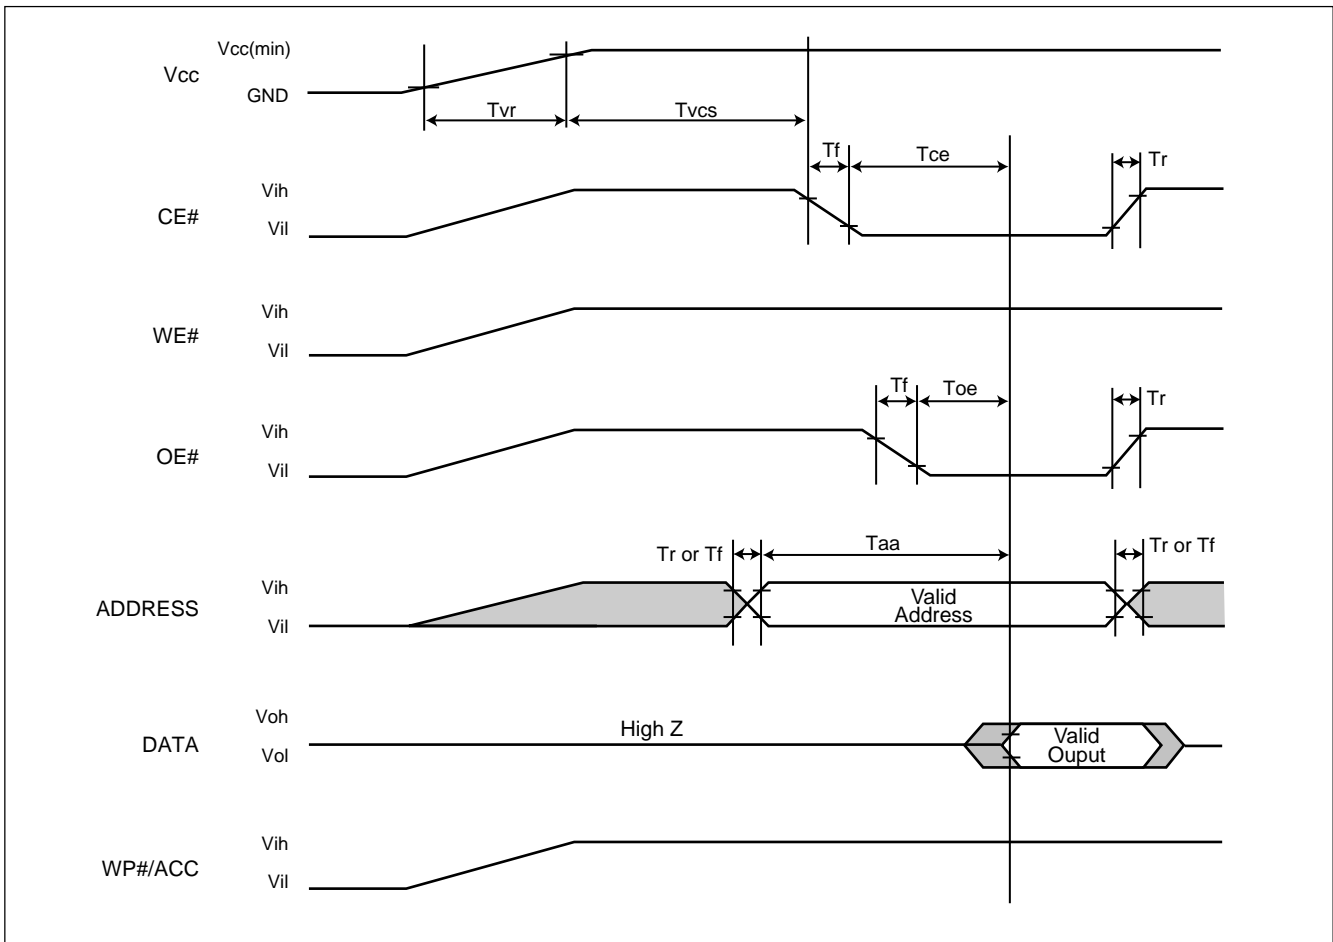 Vcc(min)
Vcc
GND
Tvr
Tvcs
Tf
Tce
Tr
Vih
CE#
Vil
Vih
WE#
Vil
Tf
Toe
Tr
Vih
OE#
Vil
Tr or Tf
Taa
Tr or Tf
Vih
ADDRESS
Vil
Valid
Address
Voh
DATA
Vol
High Z
Valid
Ouput
Vih
WP#/ACC
Vil